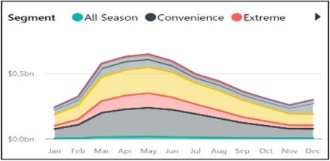 Segment All Season Convenience Extreme
$0.5bn
$0.0bn
Jan Feb Mar Apr May Jun Jul Aug Sep Oct Nov Dec